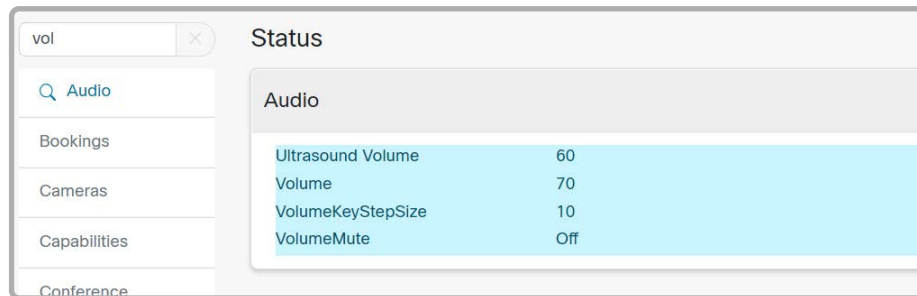 vol
Status
Audio
Bookings
Cameras
Capabilities
Conference
Audio
Ultrasound Volume 60
Volume 70
VolumeKeyStepSize 10
VolumeMute Off